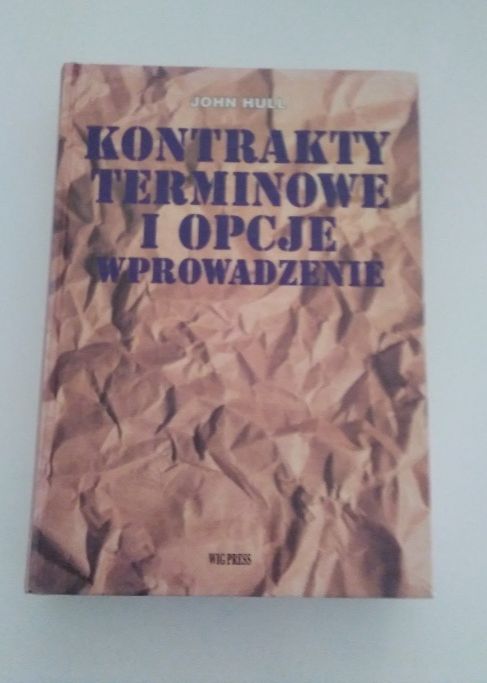 JOHN HULL
KONTRAKTY
TERMINOWE
I OPCJE
WPROWADZENIE
WIG PRESS